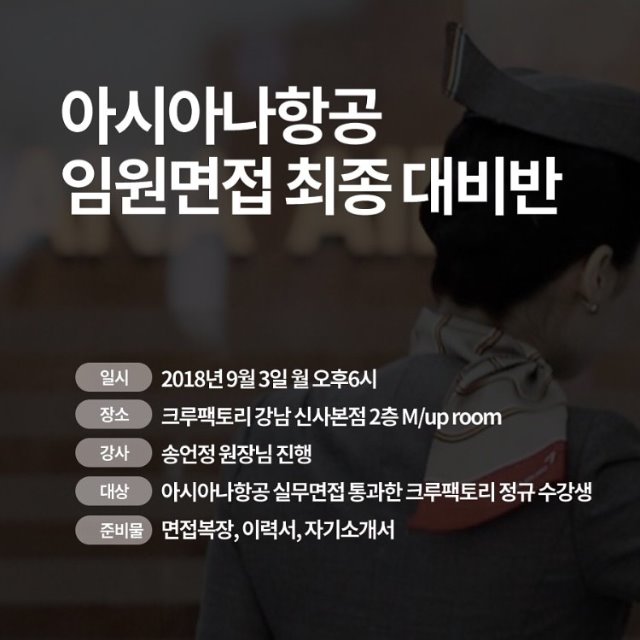 아시아나항공
임원면접 최종 대비반
일시 2018년 9월 3일 월 오후6시
장소 크루팩토리 강남 신사본점 2층 M/up room
강사 송언정 원장님 진행
대상 아시아나항공 실무면접 통과한 크루팩토리 정규 수강생
준비물 면접복장, 이력서, 자기소개서